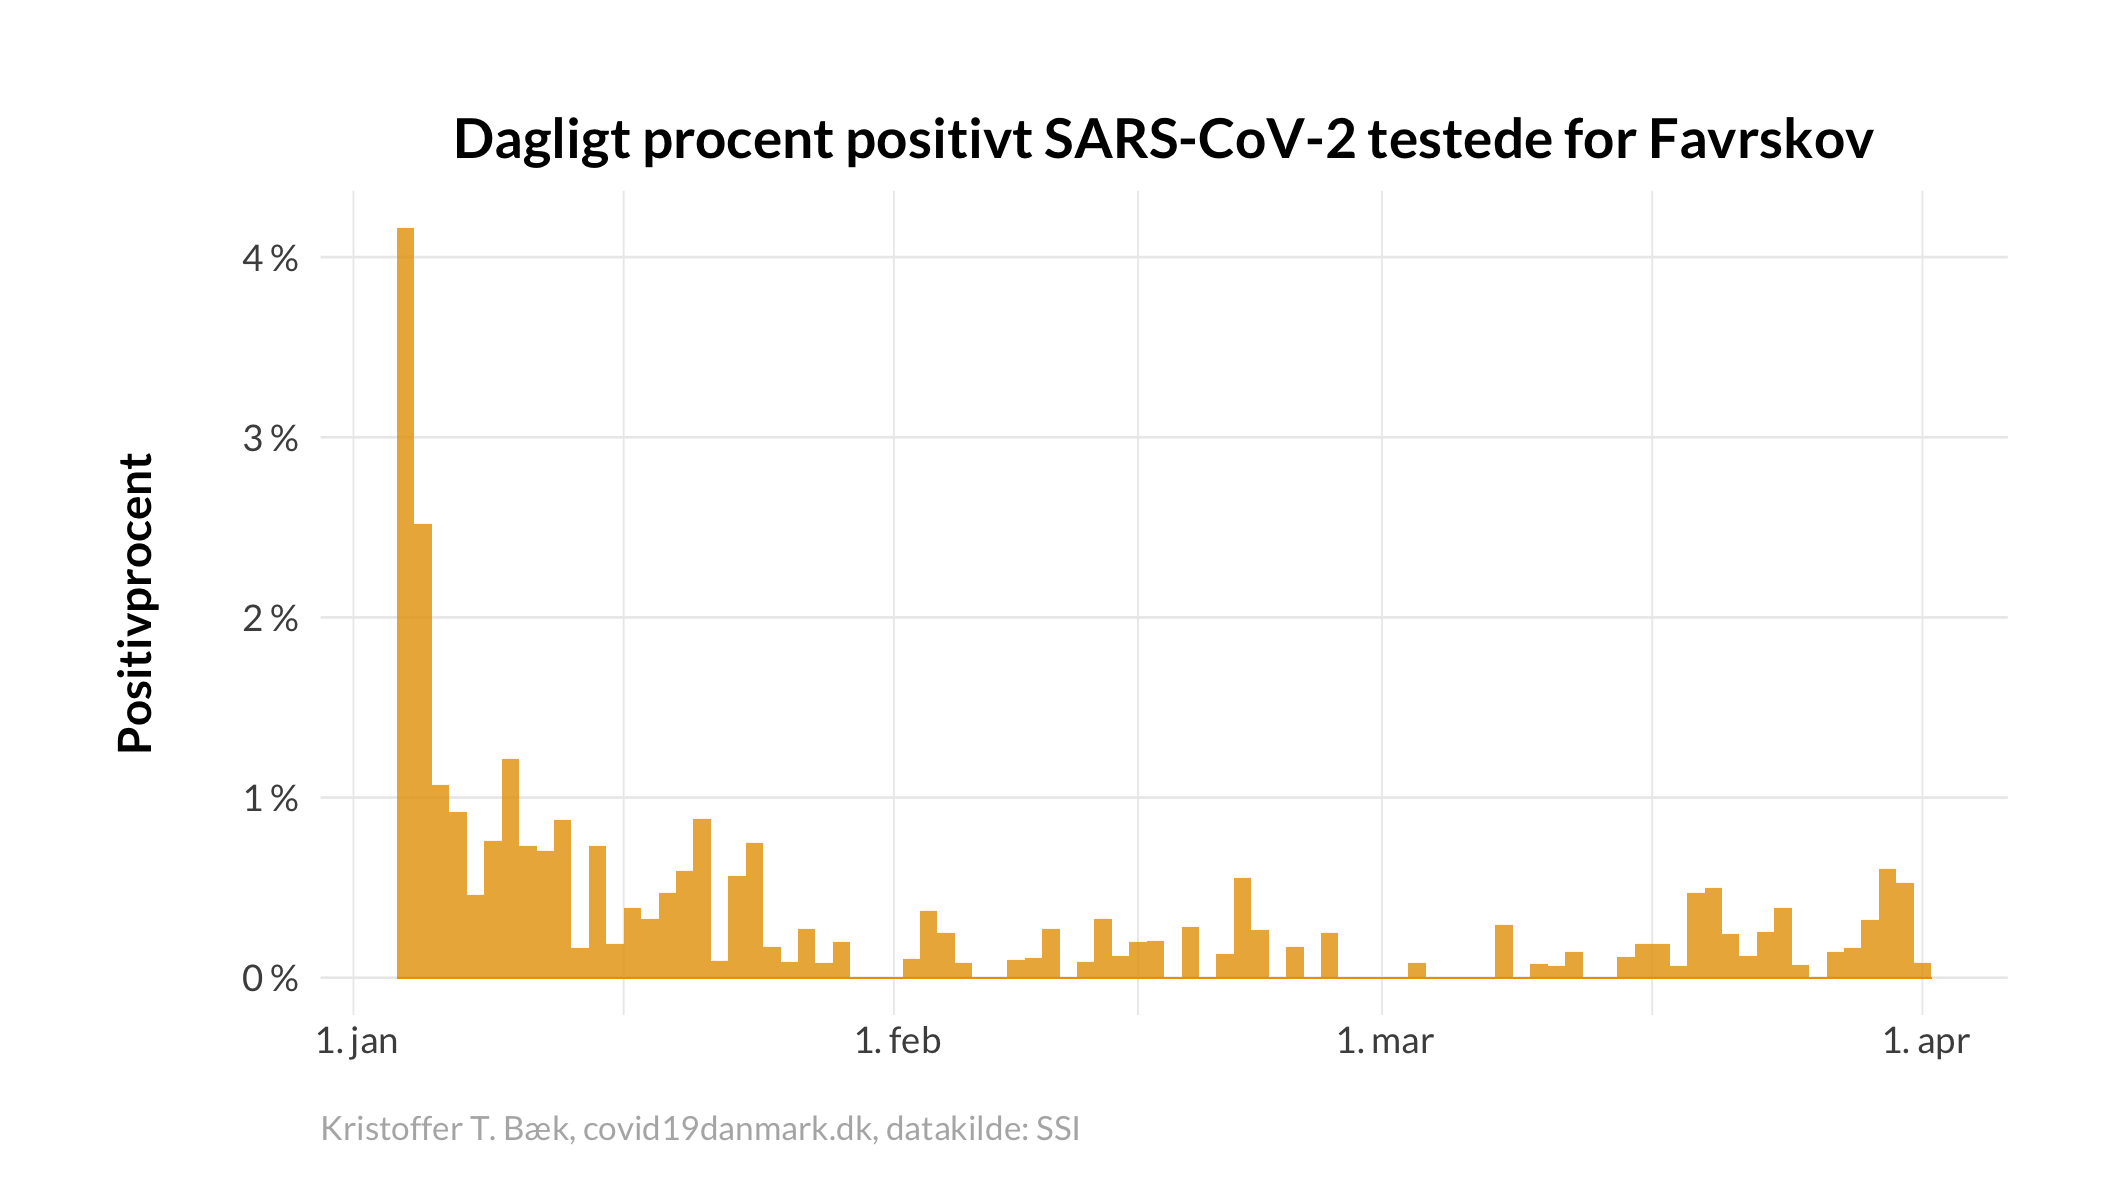 Dagligt procent positivt SARS-CoV-2 testede for Favrskov
Positivprocent
4 %
3 %
2 %
1 %
0 %
1. jan
1. feb
1. mar
1. apr
Kristoffer T. Bæk, covid19danmark.dk, datakilde: SSI